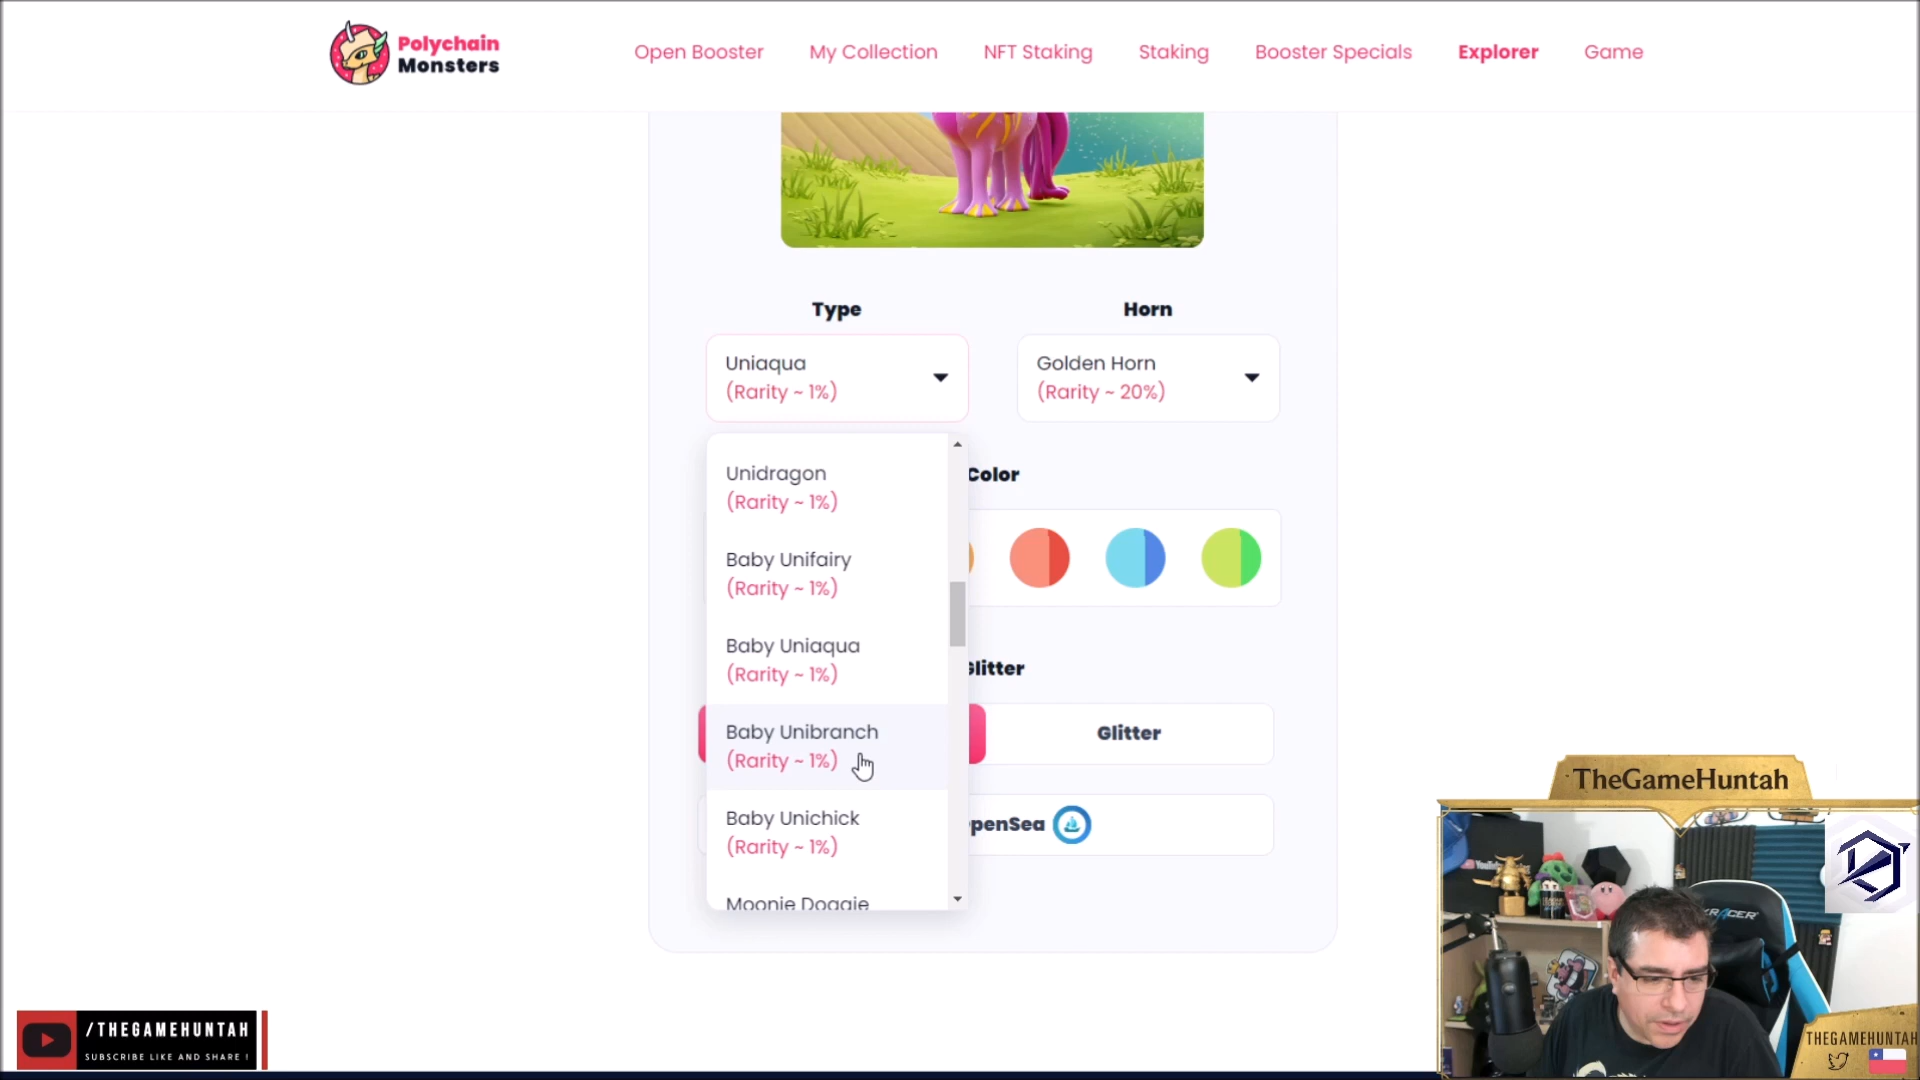 Polychain
Monsters
Open Booster
My Collection
NFT Staking
Staking
Booster Specials
Explorer
Game
Type
Horn
Uniaqua
(Rarity ~ 1%)
Golden Horn
(Rarity ~ 20%)
Unidragon
(Rarity ~ 1%)
Color
Baby Unifairy
(Rarity ~ 1%)
Baby Uniaqua
(Rarity ~ 1%)
Glitter
Baby Unibranch
(Rarity ~ 1%)
Glitter
Baby Unichick
(Rarity ~ 1%)
penSea
Moonie Doggie
TheGameHuntah
/THEGAMEHUNTAH
SUBSCRIBE LIKE AND SHARE !
THEGAMEHUNTAH